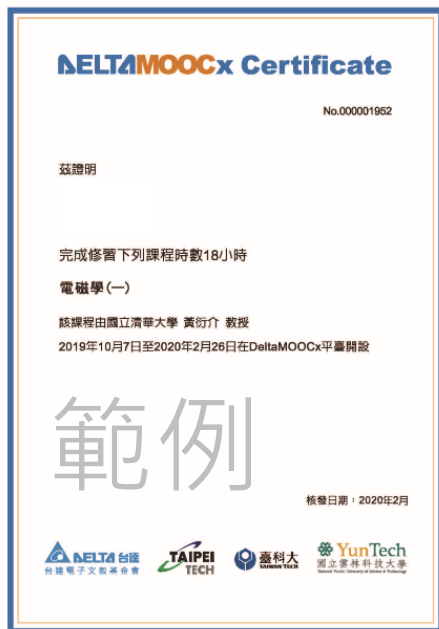 DELTAMOOCx Certificate
No.000001952
茲證明
完成修習下列課程時數18小時
電磁學(一)
該課程由國立清華大學 黃衍介 教授
2019年10月7日至2020年2月26日在DeltaMOOCx平臺開設
範例
核發日期：2020年2月
DELTA 台達
台達電子文教基金會
TAIPEI
TECH
臺科大
TAIWAN TECH
YunTech
國立雲林科技大學
National Yunlin University of Science & Technology